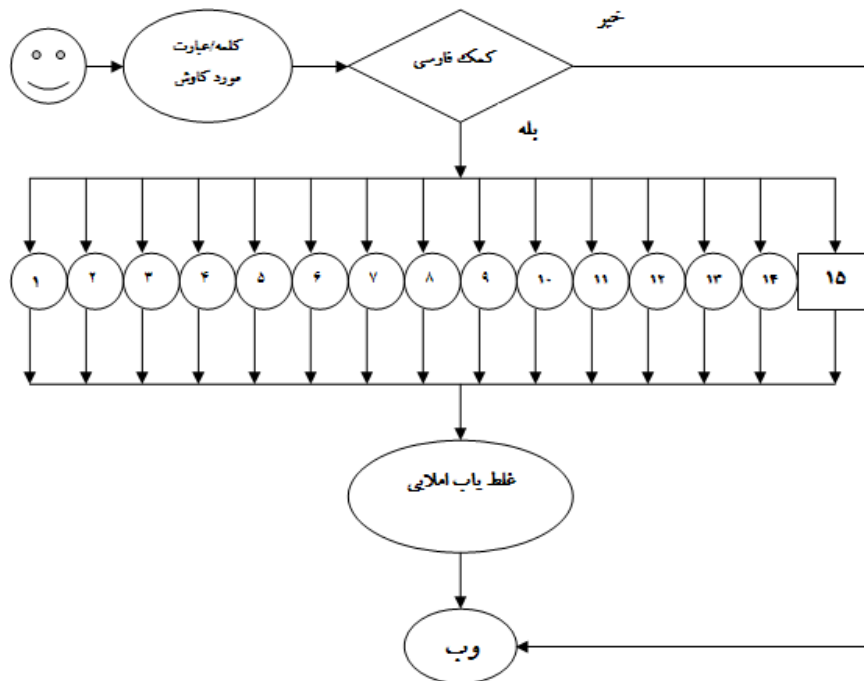 خیر
کلمه/عبارت
مورد کاوش
کمک فارسی
بله
۱
۲
۳
۴
۵
۶
۷
۸
۹
۱۰
۱۱
۱۲
۱۳
۱۴
۱۵
غلط یاب املایی
وب